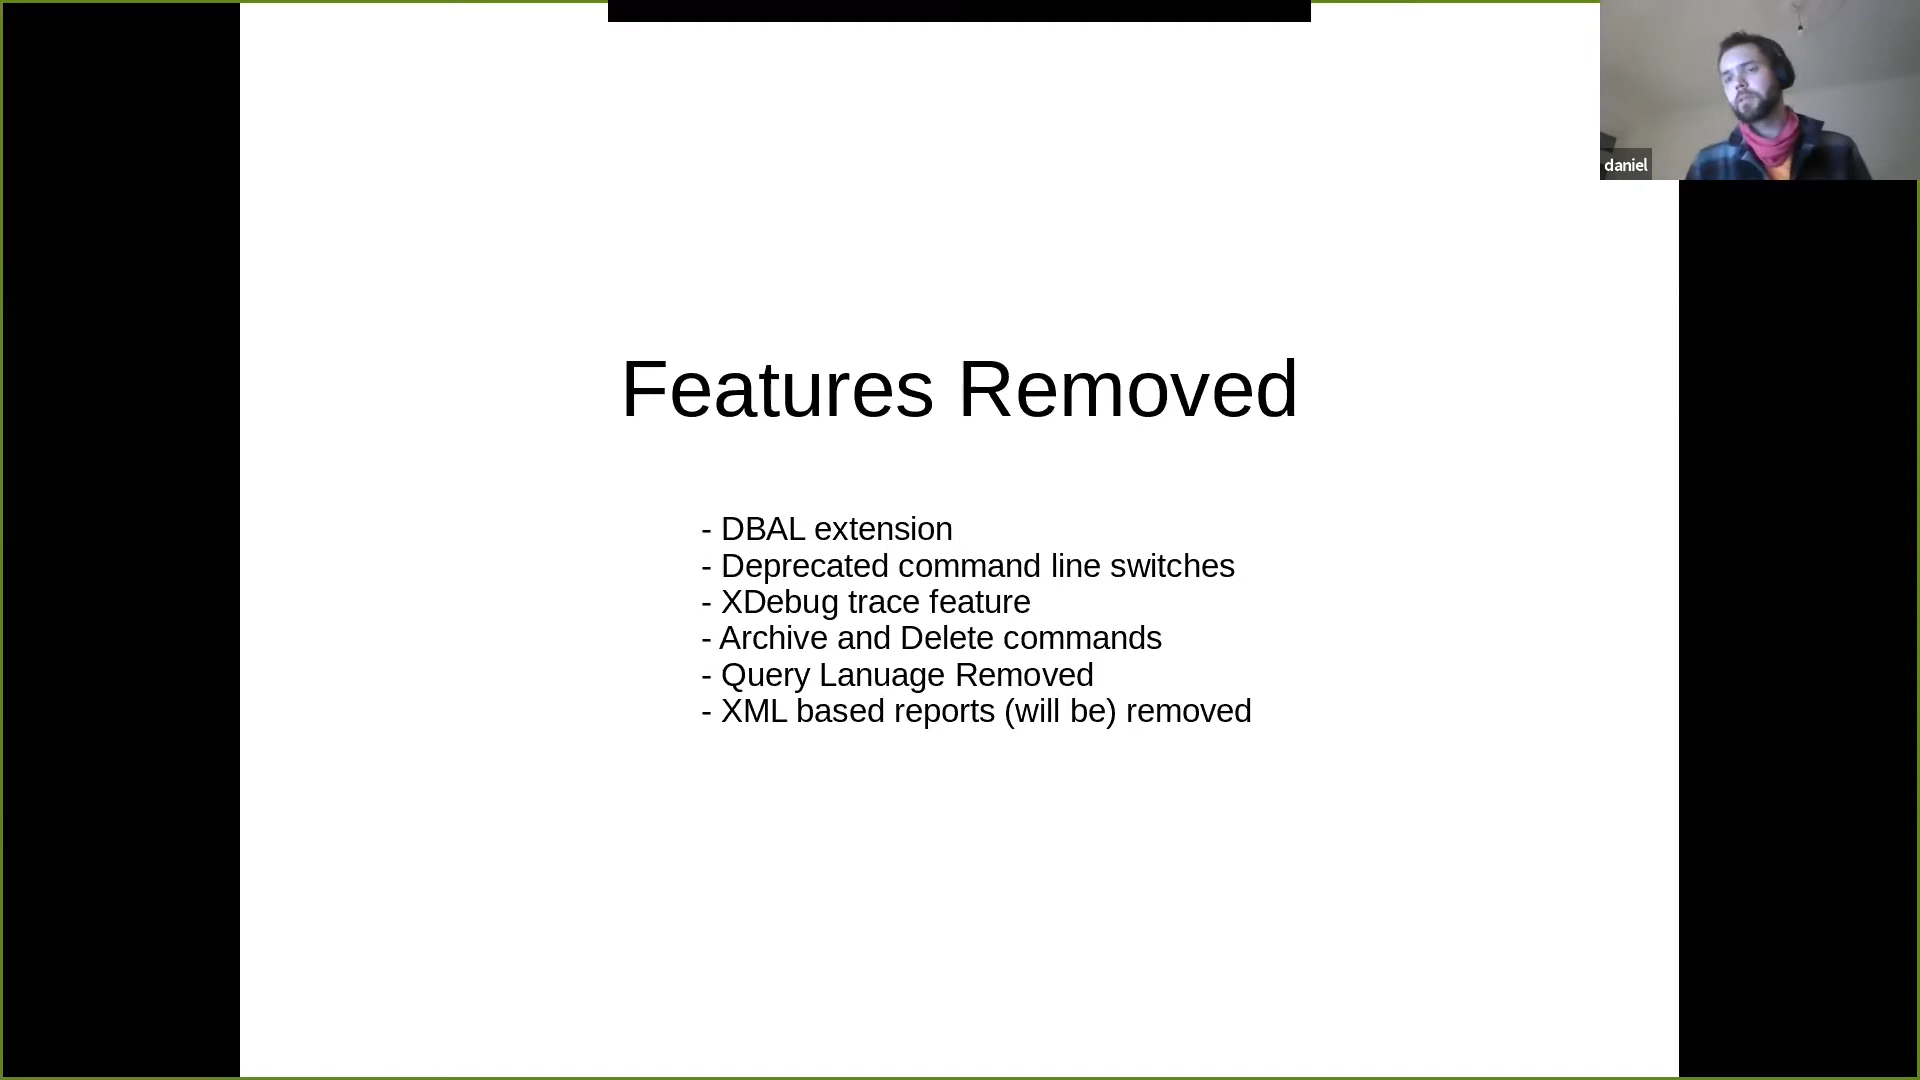 daniel
Features Removed
- DBAL extension
- Deprecated command line switches
- XDebug trace feature
- Archive and Delete commands
- Query Lanuage Removed
- XML based reports (will be) removed